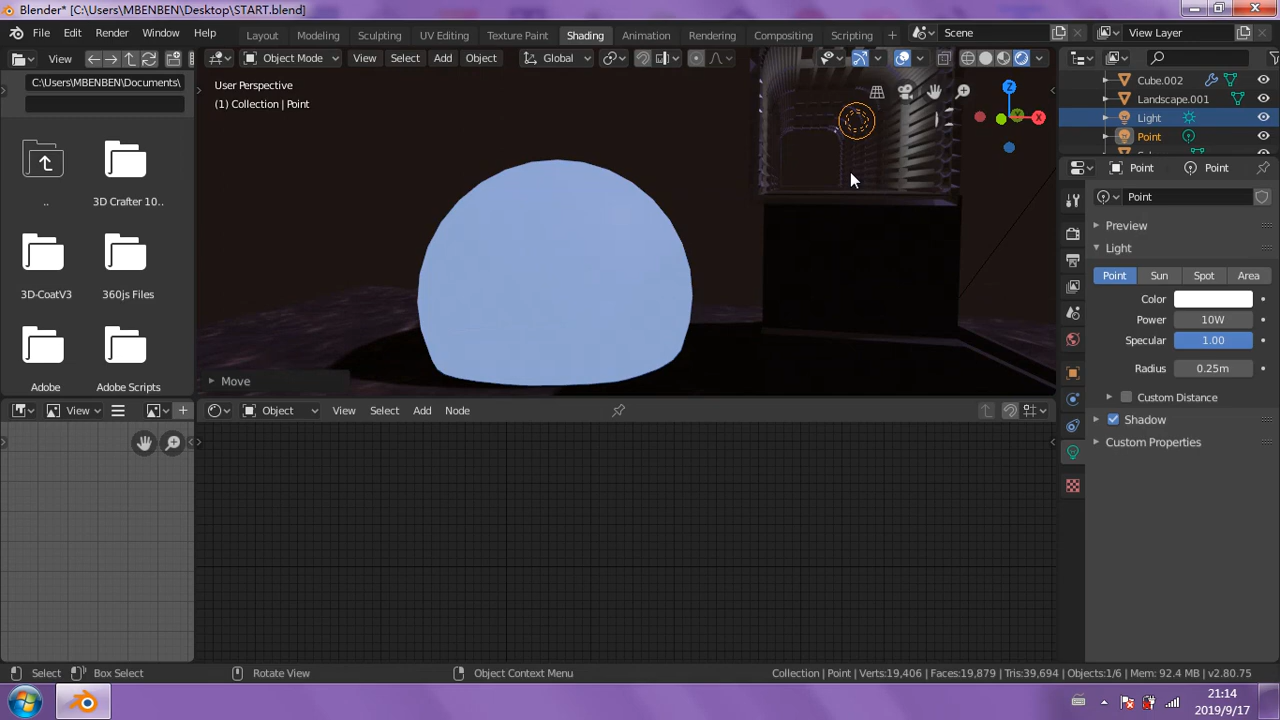 Blender* [C:\Users\MBENBEN\Desktop\START.blend]
File Edit Render Window Help Layout Modeling Sculpting UV Editing Texture Paint Shading Animation Rendering Compositing Scripting Scene View Layer
View C:\Users\MBENBEN\Documents\
Object Mode View Select Add Object Global
User Perspective
(1) Collection | Point
Cube.002
Landscape.001
Light
Point
Point Point
Point
Preview
Light
Point Sun Spot Area
Color
Power 10W
Specular 1.00
Radius 0.25m
Custom Distance
Shadow
Custom Properties
..
3D Crafter 10...
3D-CoatV3
360js Files
Adobe
Adobe Scripts
Move
View
Object View Select Add Node
Select Box Select Rotate View Object Context Menu Collection | Point | Verts:19,406 | Faces:19,879 | Tris:39,694 | Objects:1/6 | Mem: 92.4 MB | v2.80.75
21:14
2019/9/17